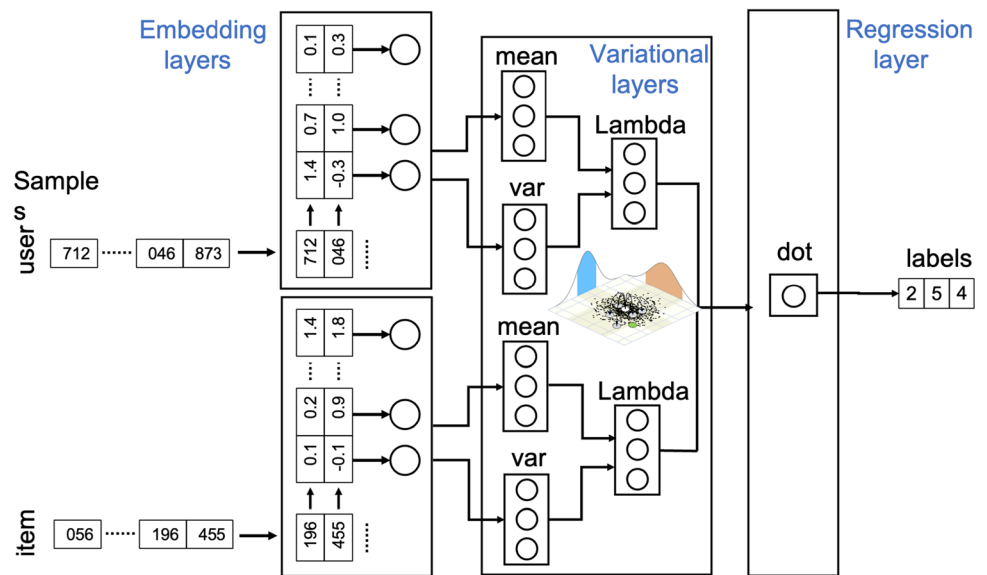 Embedding
layers
Variational
layers
Regression
layer
Sample
s
user
712 ...... 046 873
0.1 0.3
...... ......
0.7 1.0
1.4 -0.3
712 046 ......
mean
var
Lambda
dot
labels
2 5 4
item
056 ...... 196 455
1.4 1.8
...... ......
0.2 0.9
0.1 -0.1
196 455 ......
mean
var
Lambda